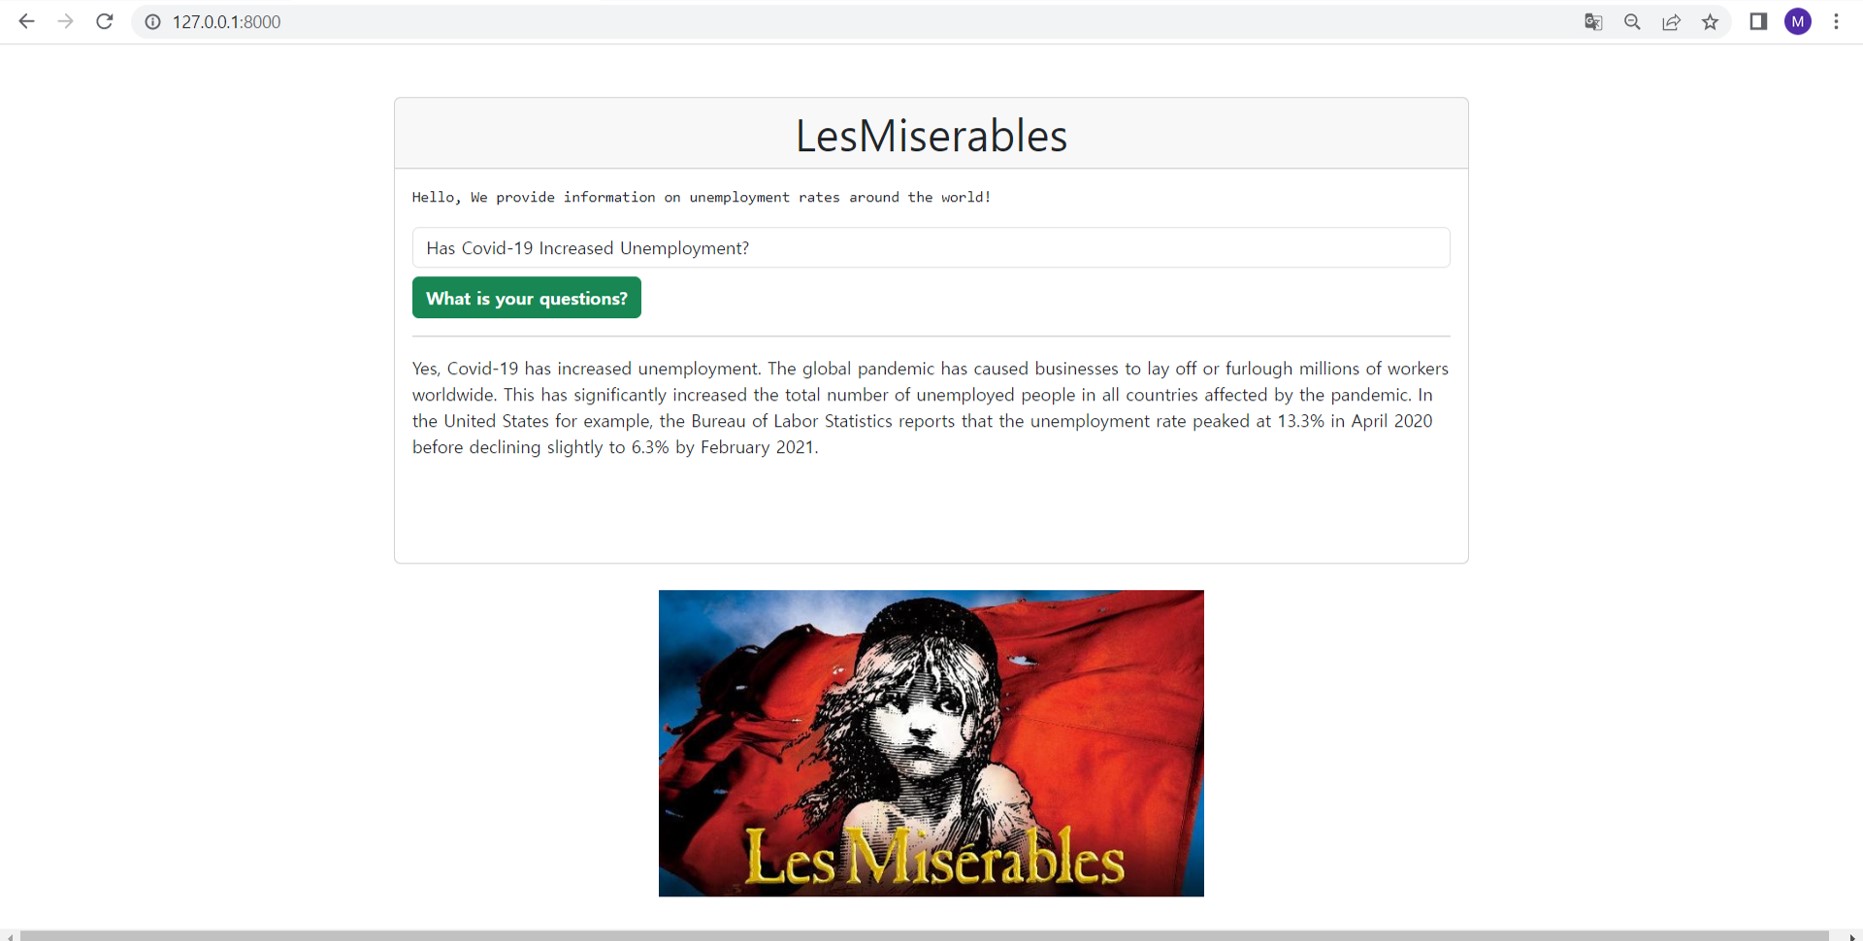 127.0.0.1:8000
M
LesMiserables
Hello, We provide information on unemployment rates around the world!
Has Covid-19 Increased Unemployment?
What is your questions?
Yes, Covid-19 has increased unemployment. The global pandemic has caused businesses to lay off or furlough millions of workers
worldwide. This has significantly increased the total number of unemployed people in all countries affected by the pandemic. In
the United States for example, the Bureau of Labor Statistics reports that the unemployment rate peaked at 13.3% in April 2020
before declining slightly to 6.3% by February 2021.
Les Misérables